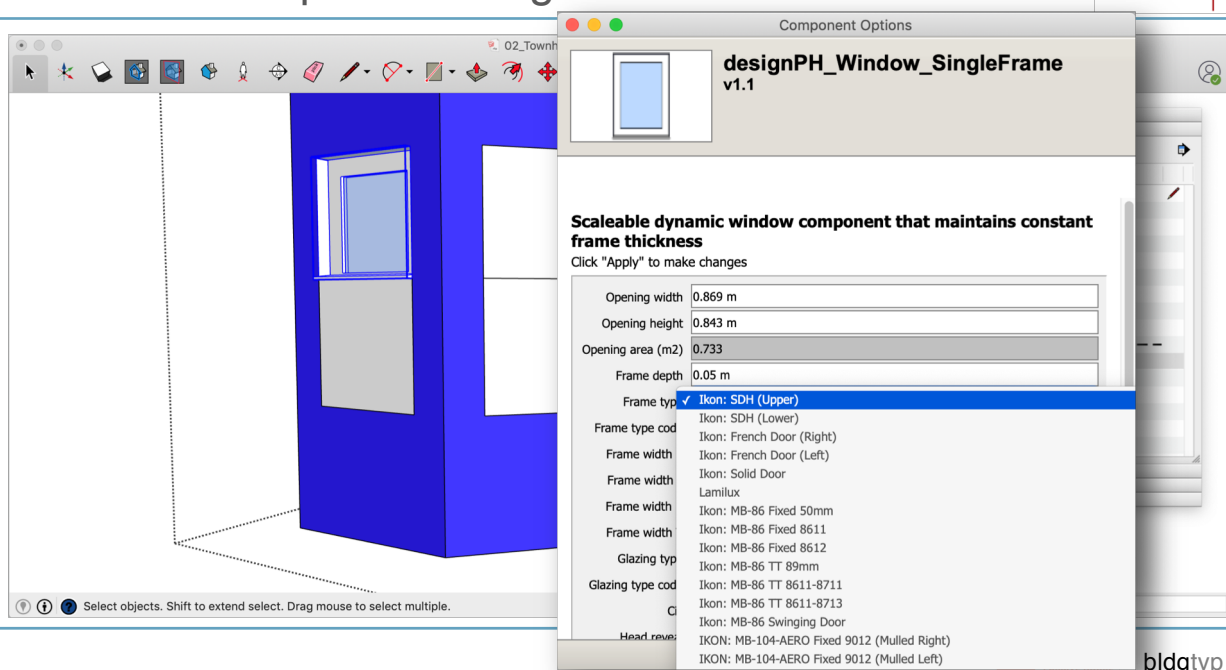 Component Options
02_Townh
designPH_Window_SingleFrame
v1.1
Scaleable dynamic window component that maintains constant
frame thickness
Click "Apply" to make changes
Opening width 0.869 m
Opening height 0.843 m
Opening area (m2) 0.733
Frame depth 0.05 m
Frame typ ✓ Ikon: SDH (Upper)
Ikon: SDH (Lower)
Frame type cod
Ikon: French Door (Right)
Frame width
Ikon: French Door (Left)
Frame width
Ikon: Solid Door
Lamilux
Frame width
Ikon: MB-86 Fixed 50mm
Frame width
Ikon: MB-86 Fixed 8611
Ikon: MB-86 Fixed 8612
Glazing typ
Ikon: MB-86 TT 89mm
Glazing type cod
Ikon: MB-86 TT 8611-8711
Ikon: MB-86 TT 8611-8713
Ikon: MB-86 Swinging Door
Head revea
IKON: MB-104-AERO Fixed 9012 (Mulled Right)
IKON: MB-104-AERO Fixed 9012 (Mulled Left)
Select objects. Shift to extend select. Drag mouse to select multiple.
bldgtyp